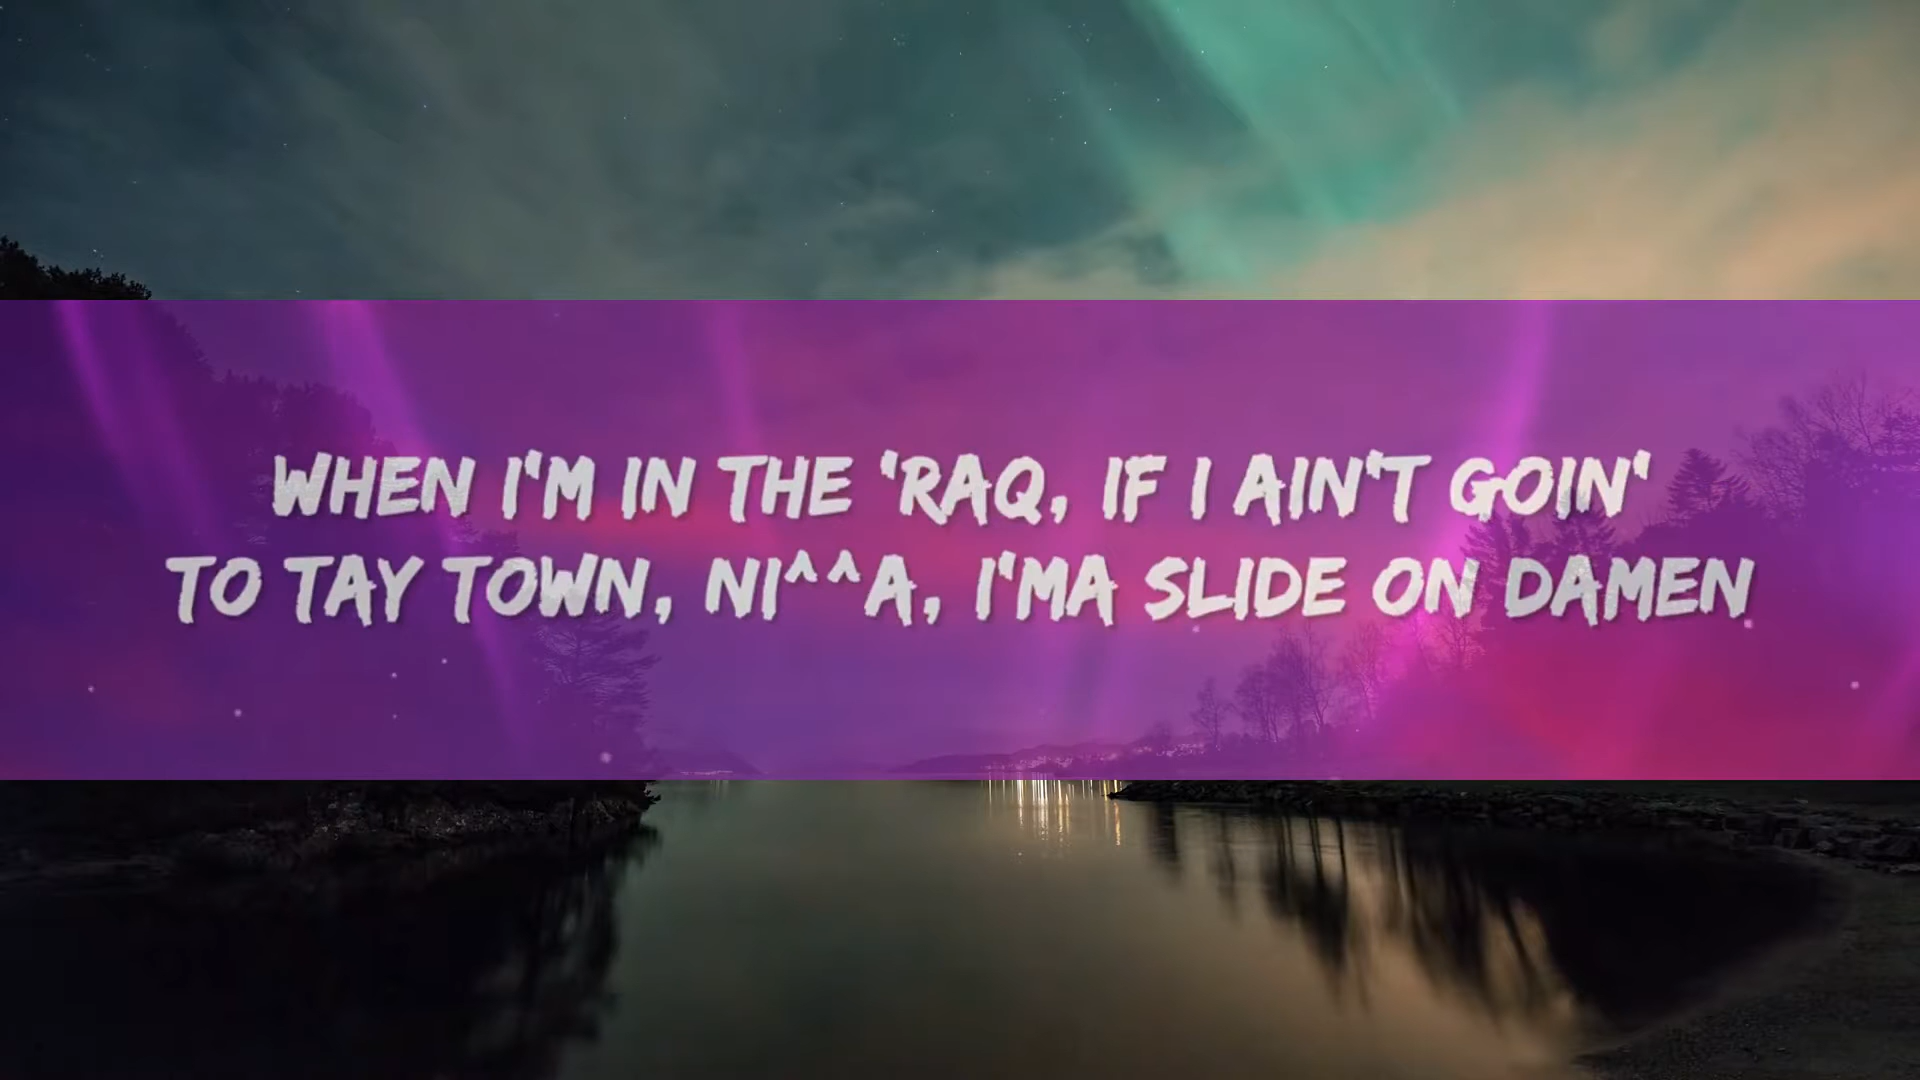 WHEN I'M IN THE 'RAQ, IF I AIN'T GOIN'
TO TAY TOWN, NI^^A, I'MA SLIDE ON DAMEN